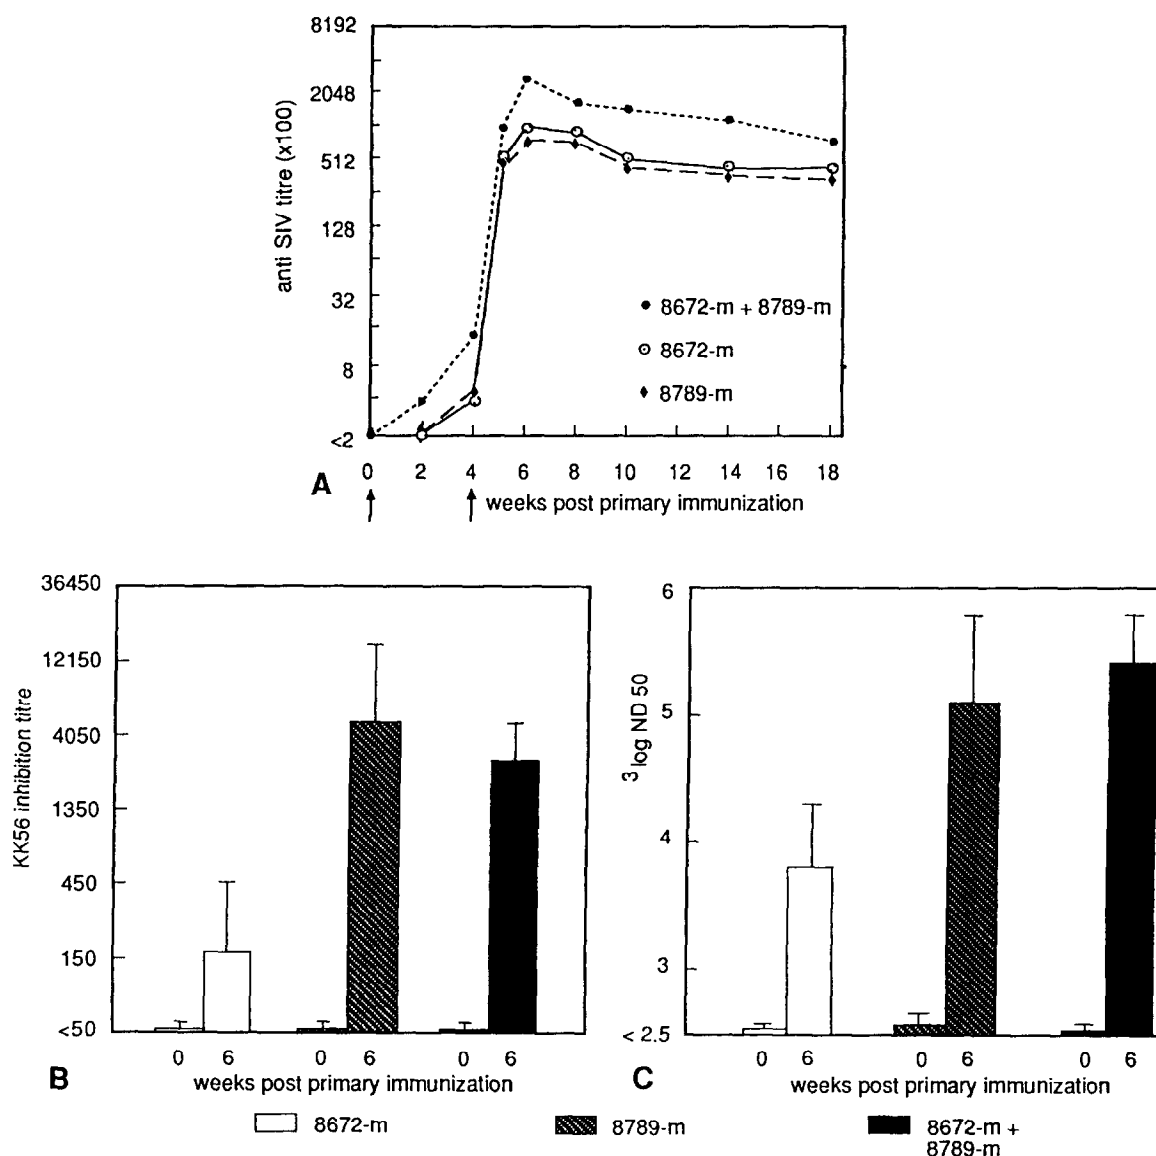 8192
2048
512
128
32
8
<2
anti SIV titre (x100)
8672-m + 8789-m
8672-m
8789-m
0 2 4 6 8 10 12 14 16 18
A
weeks post primary immunization
36450
12150
4050
1350
450
150
<50
KK56 inhibition titre
0 6 0 6 0 6
B
weeks post primary immunization
6
5
4
3
< 2.5
3log ND 50
0 6 0 6 0 6
C
weeks post primary immunization
8672-m
8789-m
8672-m +
8789-m